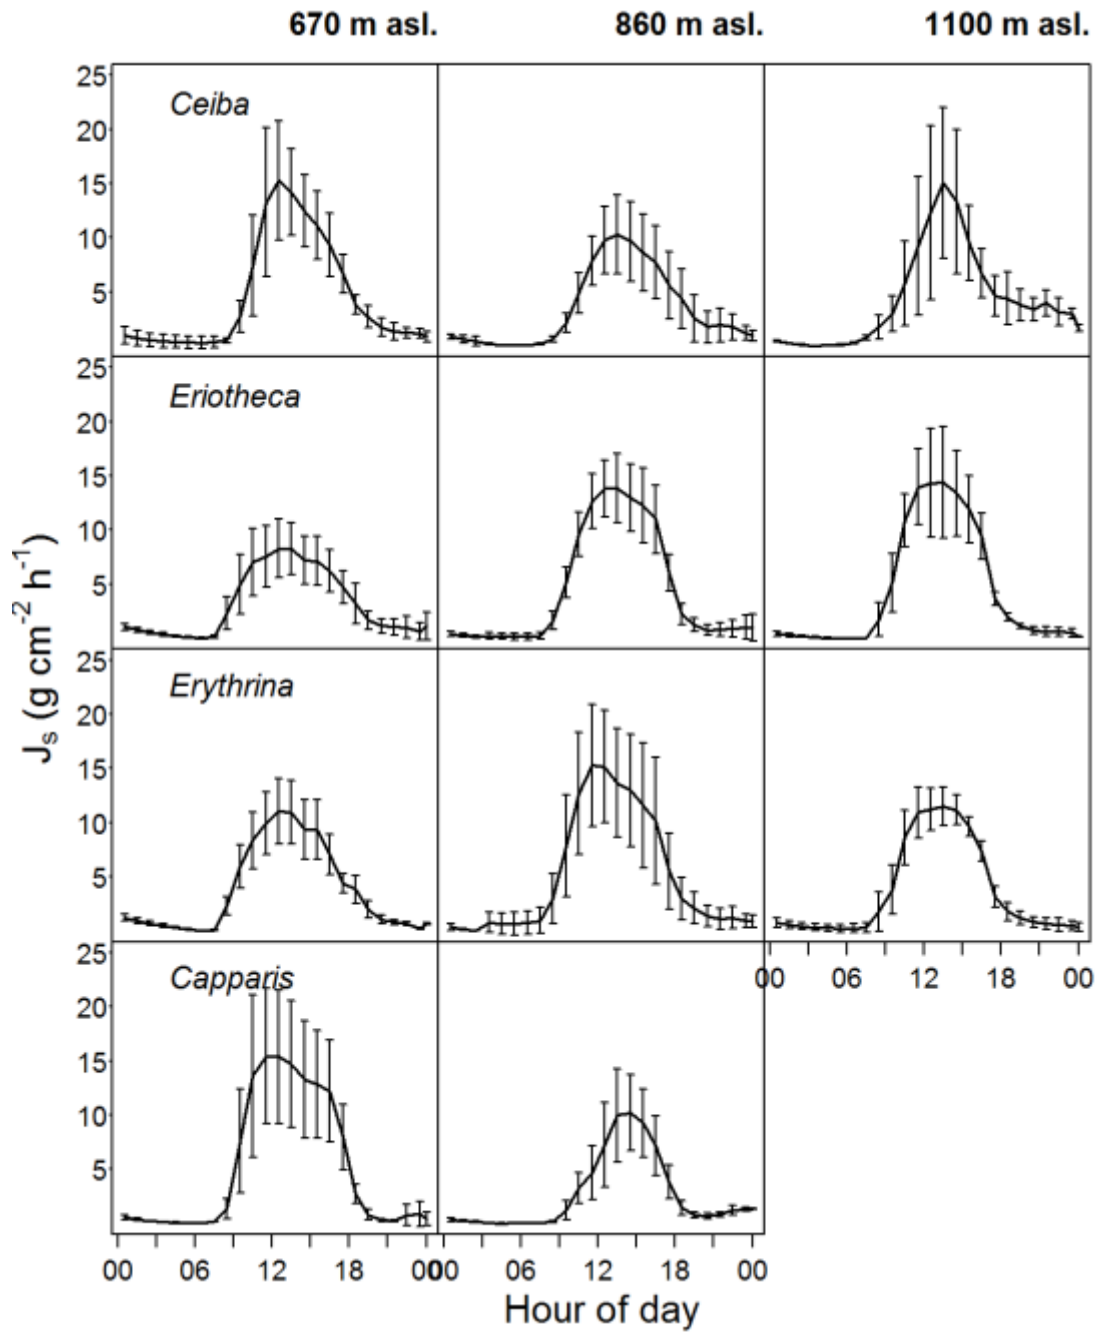 670 m asl. 860 m asl. 1100 m asl.
25
Ceiba
20
15
10
5
25
Eriotheca
20
15
10
5
25
Erythrina
20
15
10
5
25
Capparis
00 06 12 18 00
20
15
10
5
00 06 12 18 00 00 06 12 18 00
Js (g cm-2 h-1)
Hour of day